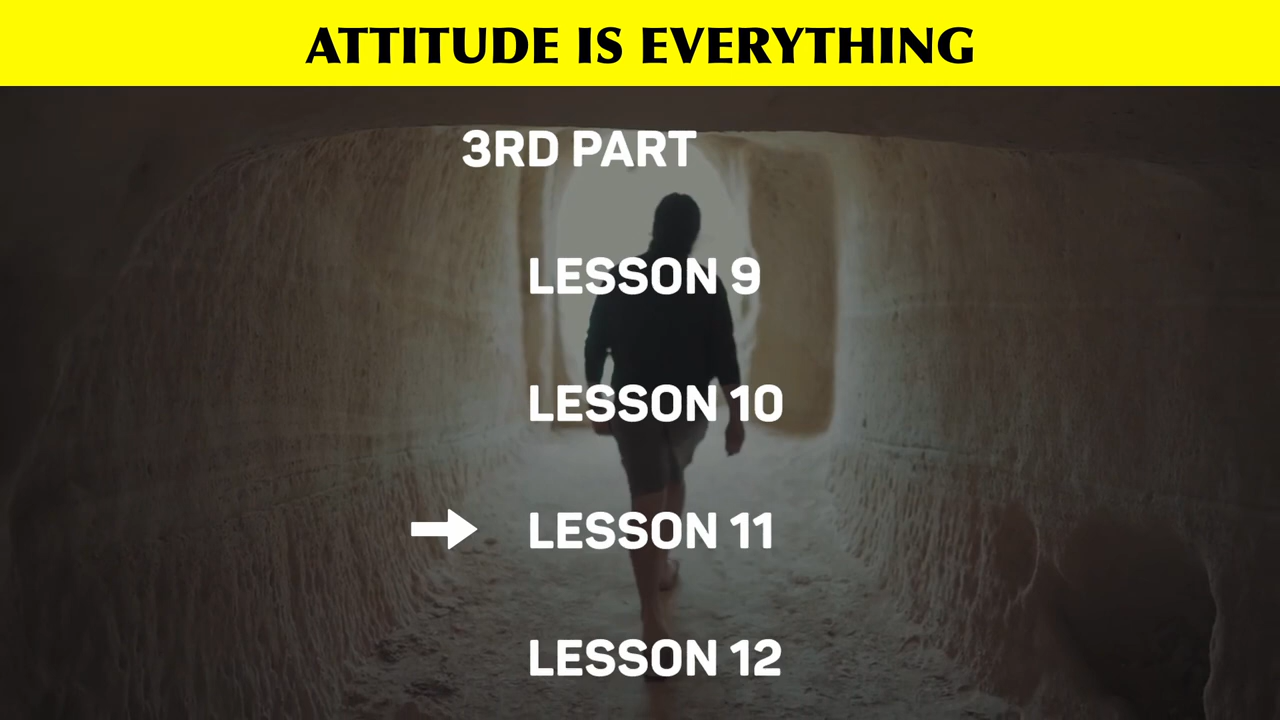 ATTITUDE IS EVERYTHING
3RD PART
LESSON 9
LESSON 10
LESSON 11
LESSON 12